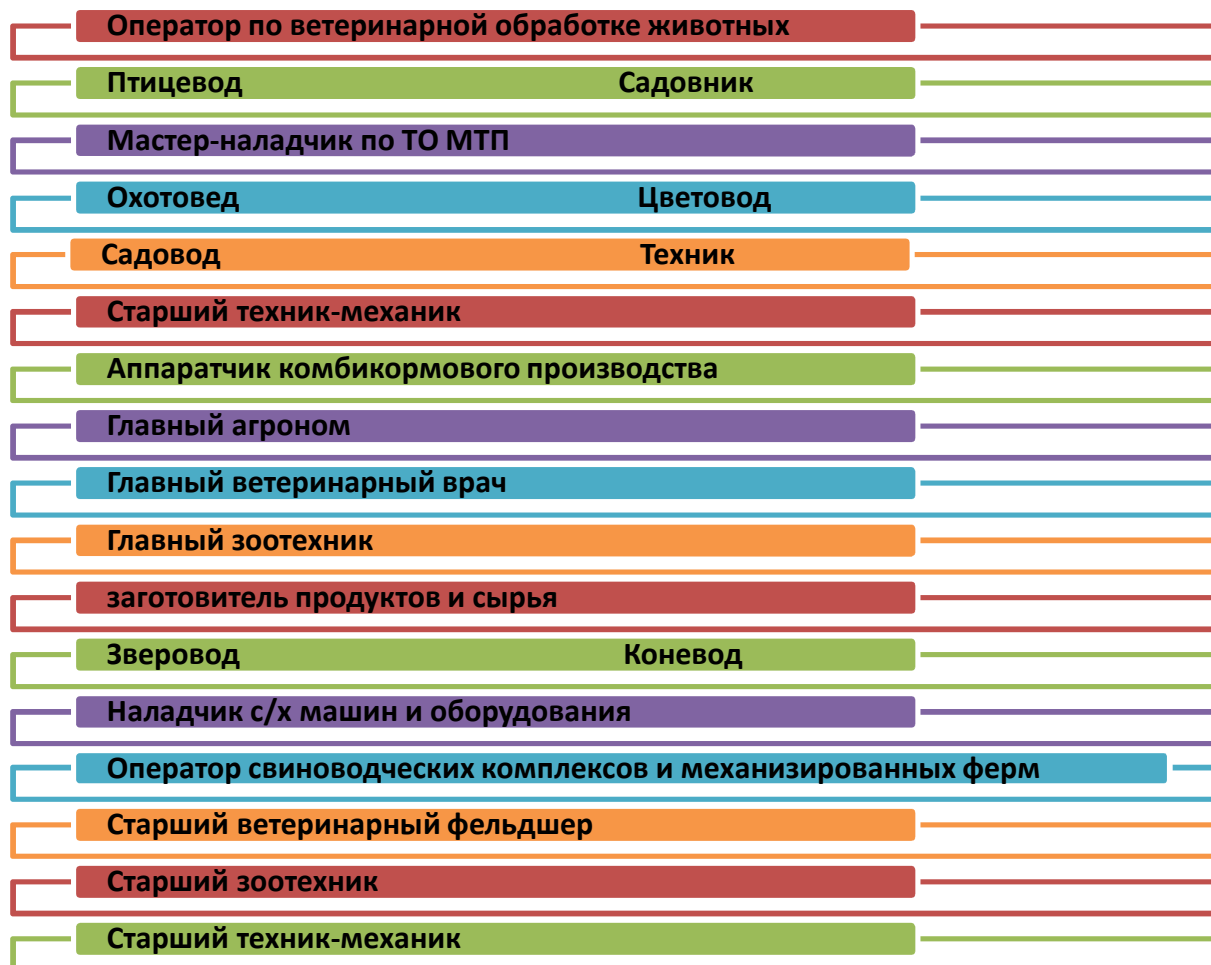 Оператор по ветеринарной обработке животных
Птицевод Садовник
Мастер-наладчик по ТО МТП
Охотовед Цветовод
Садовод Техник
Старший техник-механик
Аппаратчик комбикормового производства
Главный агроном
Главный ветеринарный врач
Главный зоотехник
заготовитель продуктов и сырья
Зверовод Коневод
Наладчик с/х машин и оборудования
Оператор свиноводческих комплексов и механизированных ферм
Старший ветеринарный фельдшер
Старший зоотехник
Старший техник-механик